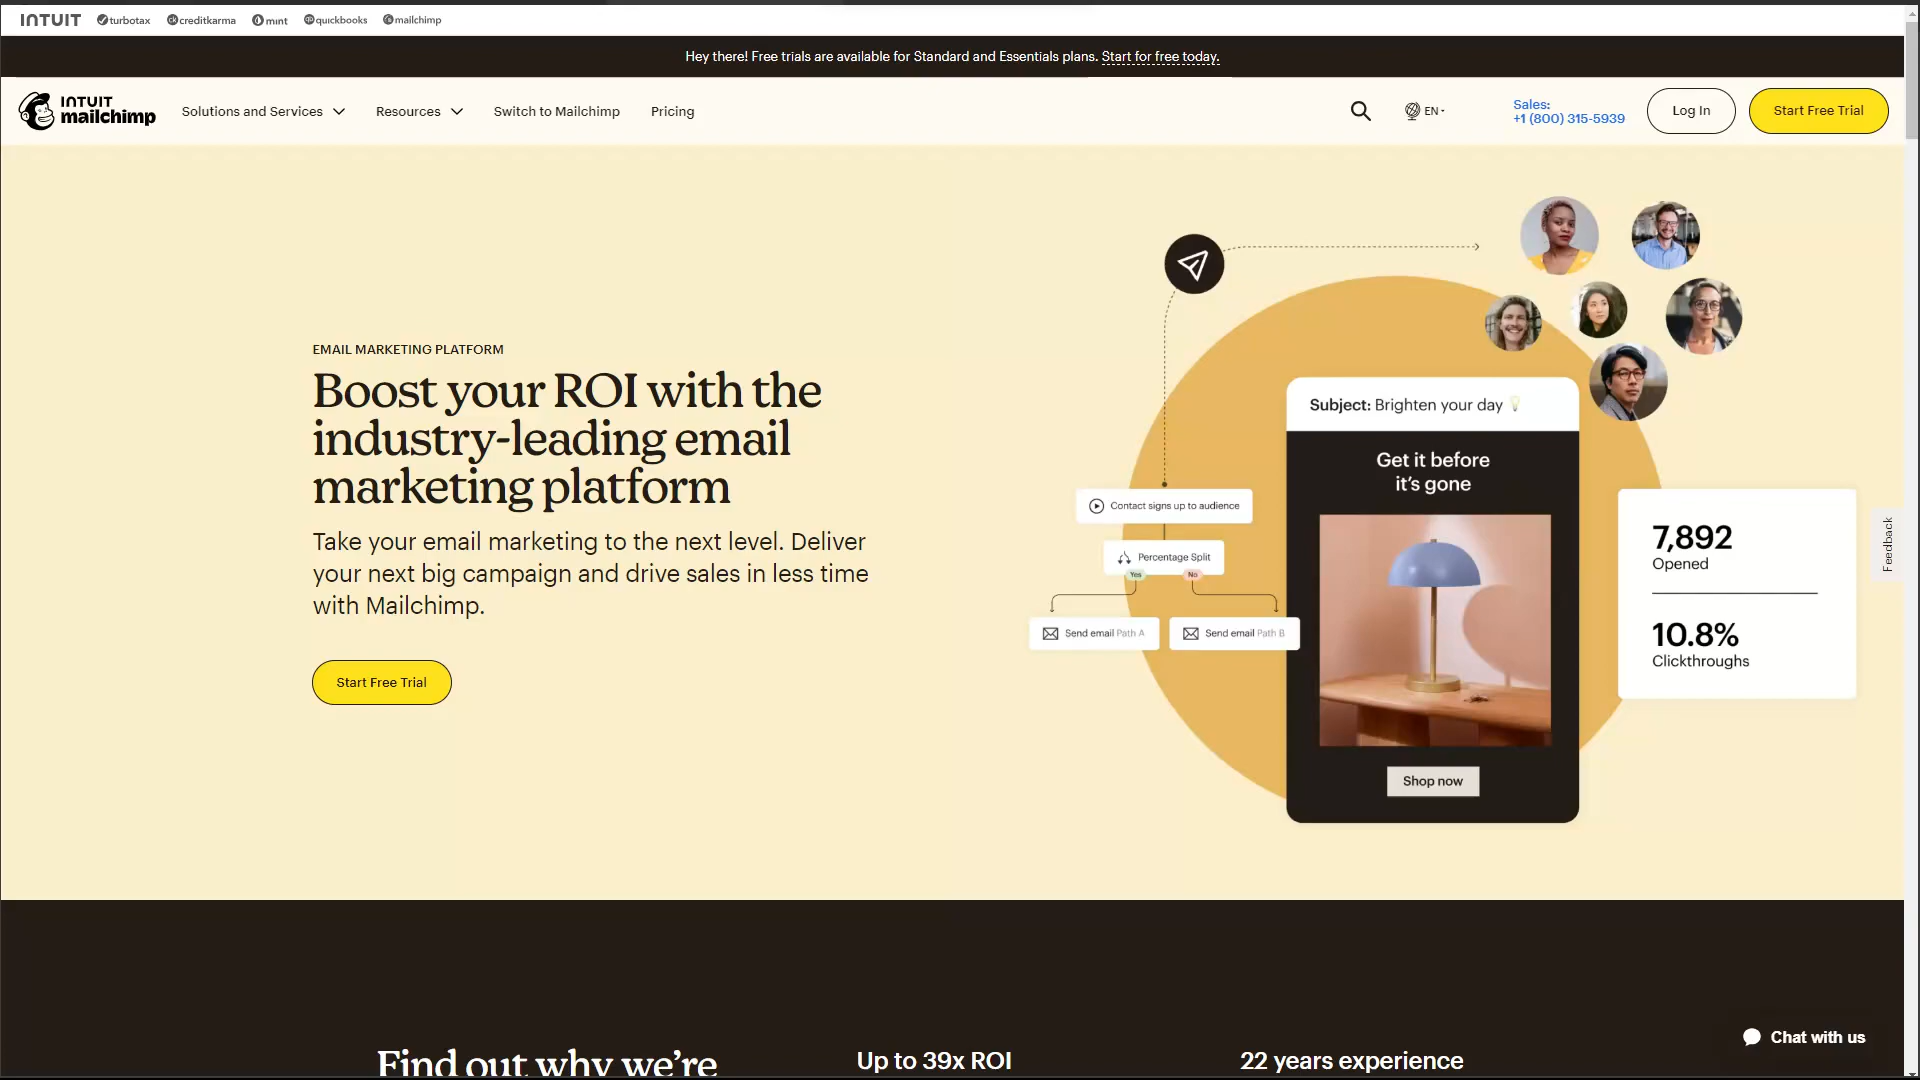 INTUIT turbotax creditkarma mint quickbooks mailchimp
Hey there! Free trials are available for Standard and Essentials plans. Start for free today.
INTUIT
mailchimp
Solutions and Services
Resources
Switch to Mailchimp
Pricing
EN
Sales:
+1 (800) 315-5939
Log In
Start Free Trial
EMAIL MARKETING PLATFORM
Boost your ROI with the
industry-leading email
marketing platform
Take your email marketing to the next level. Deliver
your next big campaign and drive sales in less time
with Mailchimp.
Start Free Trial
Contact signs up to audience
Percentage Split
Yes
No
Send email Path A
Send email Path B
Subject: Brighten your day
Get it before
it's gone
Shop now
7,892
Opened
10.8%
Clickthroughs
Feedback
Find out why we're
Up to 39x ROI
22 years experience
Chat with us